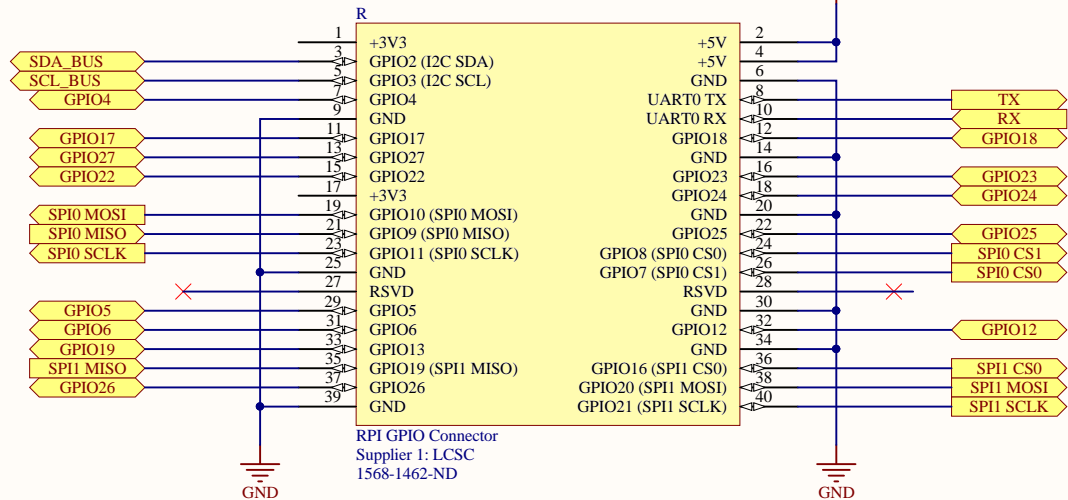 R
1 +3V3 +5V 2
SDA_BUS 3 GPIO2 (I2C SDA) +5V 4
SCL_BUS 5 GPIO3 (I2C SCL) GND 6
GPIO4 7 GPIO4 UART0 TX 8 TX
9 GND UART0 RX 10 RX
GPIO17 11 GPIO17 GPIO18 12 GPIO18
GPIO27 13 GPIO27 GND 14
GPIO22 15 GPIO22 GPIO23 16 GPIO23
17 +3V3 GPIO24 18 GPIO24
SPI0 MOSI 19 GPIO10 (SPI0 MOSI) GND 20
SPI0 MISO 21 GPIO9 (SPI0 MISO) GPIO25 22 GPIO25
SPI0 SCLK 23 GPIO11 (SPI0 SCLK) GPIO8 (SPI0 CS0) 24 SPI0 CS1
25 GND GPIO7 (SPI0 CS1) 26 SPI0 CS0
27 RSVD RSVD 28
GPIO5 29 GPIO5 GND 30
GPIO6 31 GPIO6 GPIO12 32 GPIO12
GPIO19 33 GPIO13 GND 34
SPI1 MISO 35 GPIO19 (SPI1 MISO) GPIO16 (SPI1 CS0) 36 SPI1 CS0
GPIO26 37 GPIO26 GPIO20 (SPI1 MOSI) 38 SPI1 MOSI
39 GND GPIO21 (SPI1 SCLK) 40 SPI1 SCLK
RPI GPIO Connector
Supplier 1: LCSC
1568-1462-ND
GND GND